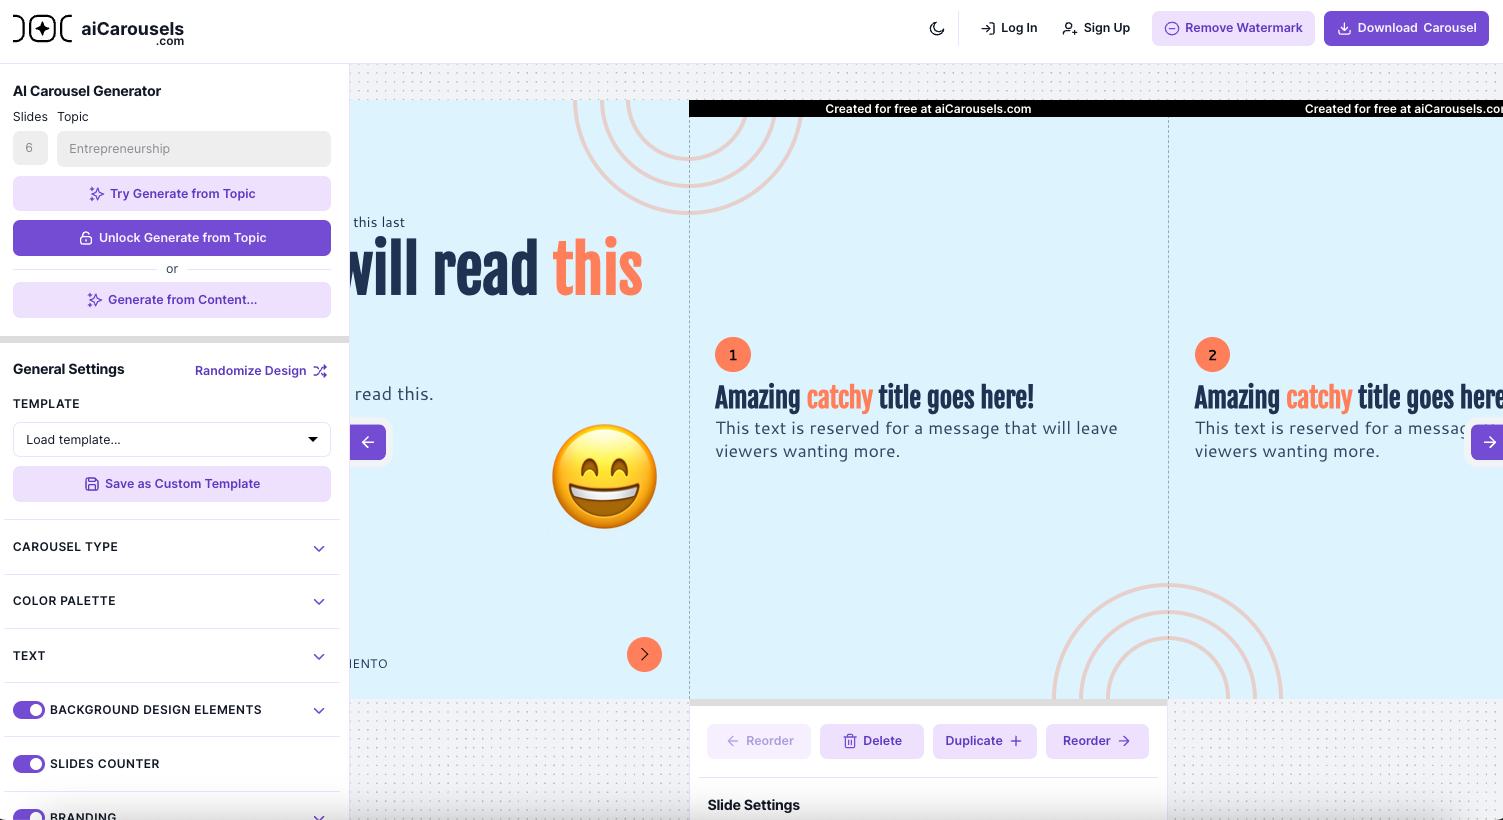 aiCarousels
.com
Log In
Sign Up
Remove Watermark
Download Carousel
AI Carousel Generator
Slides Topic
6 Entrepreneurship
Try Generate from Topic
Unlock Generate from Topic
or
Generate from Content...
General Settings
Randomize Design
TEMPLATE
Load template...
Save as Custom Template
CAROUSEL TYPE
COLOR PALETTE
TEXT
BACKGROUND DESIGN ELEMENTS
SLIDES COUNTER
BRANDING
this last
will read this
read this.
Created for free at aiCarousels.com
1
Amazing catchy title goes here!
This text is reserved for a message that will leave
viewers wanting more.
Created for free at aiCarousels.com
2
Amazing catchy title goes here
This text is reserved for a
viewers wanting more.
Reorder
Delete
Duplicate
Reorder
Slide Settings